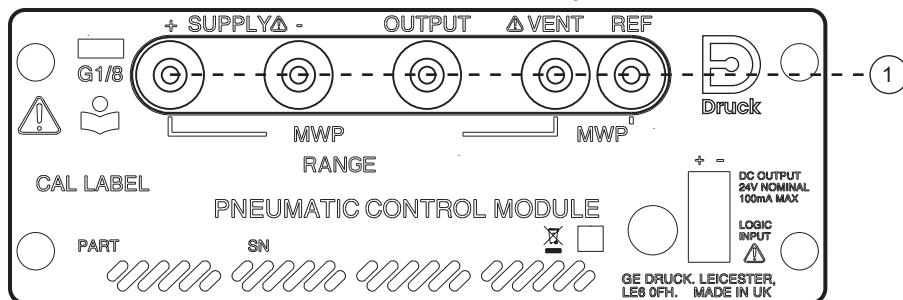 + SUPPLY⚠ - OUTPUT ⚠VENT REF
G1/8
1
Druck
MWP MWP
RANGE
+ -
CAL LABEL
DC OUTPUT
24V NOMINAL
100mA MAX
PNEUMATIC CONTROL MODULE
LOGIC
INPUT
PART SN
GE DRUCK. LEICESTER,
LE6 0FH. MADE IN UK